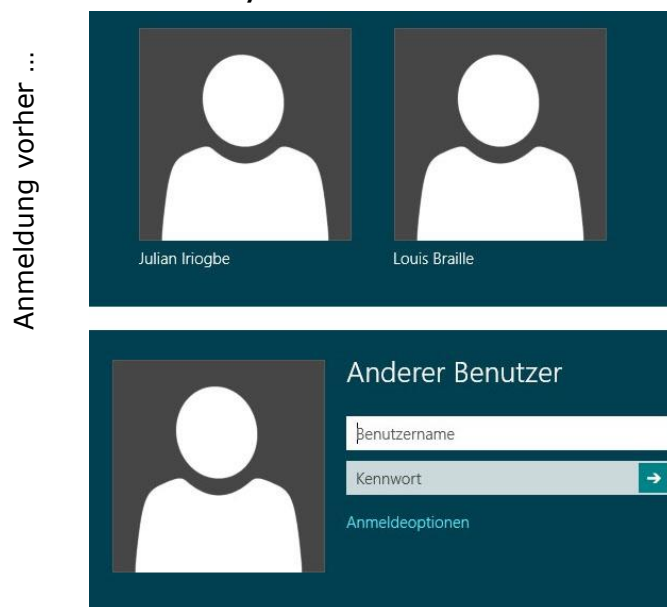 Anmeldung vorher ...
Julian Iriogbe
Louis Braille
Anderer Benutzer
Benutzername
Kennwort
Anmeldeoptionen